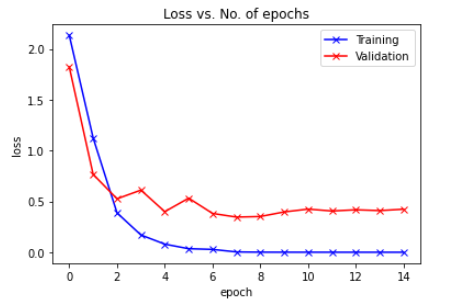 Loss vs. No. of epochs
Training
Validation
2.0
1.5
1.0
0.5
0.0
loss
0 2 4 6 8 10 12 14
epoch